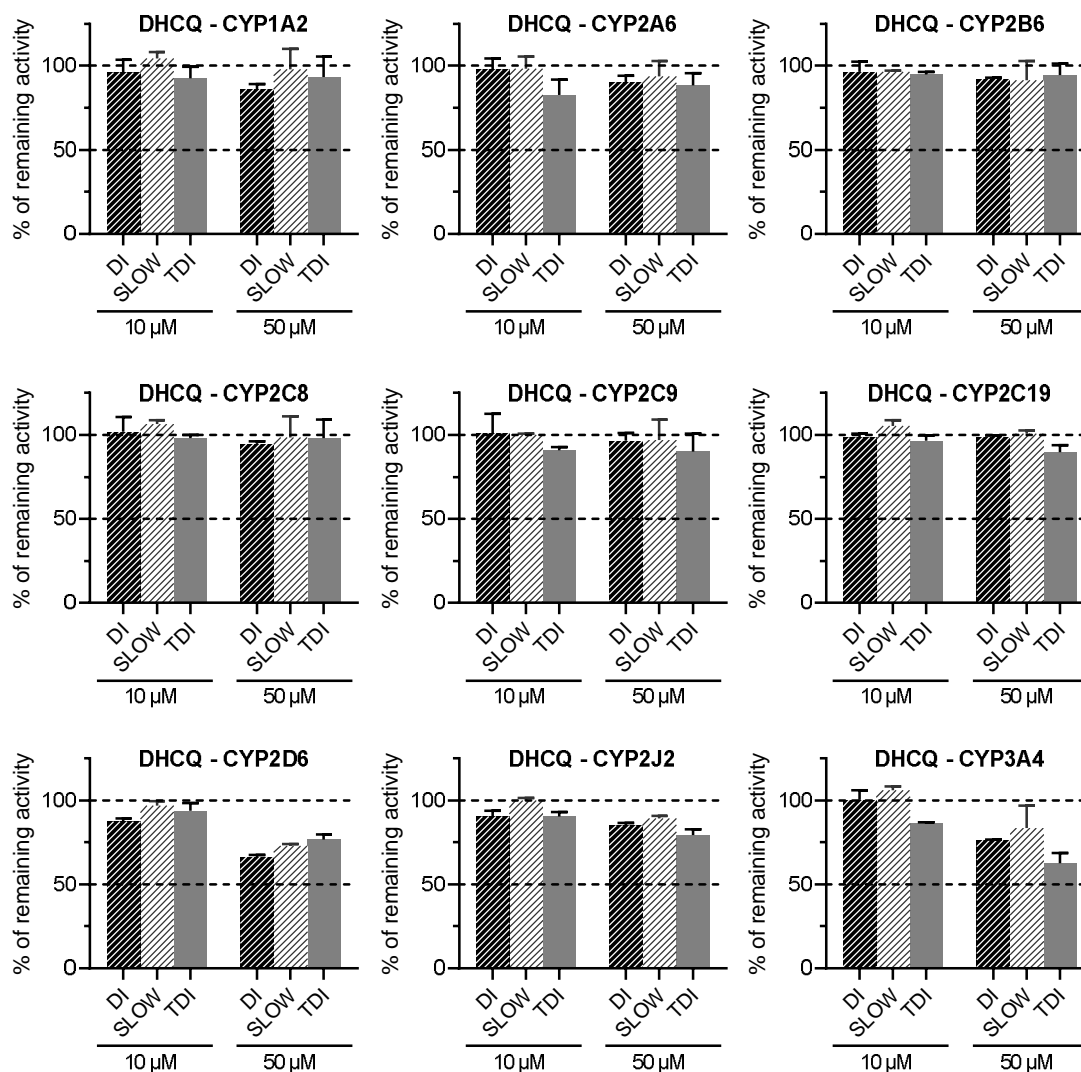 DHCQ - CYP1A2
% of remaining activity
100
50
0
DI
SLOW
TDI
DI
SLOW
TDI
10 µM
50 µM
DHCQ - CYP2A6
% of remaining activity
100
50
0
DI
SLOW
TDI
DI
SLOW
TDI
10 µM
50 µM
DHCQ - CYP2B6
% of remaining activity
100
50
0
DI
SLOW
TDI
DI
SLOW
TDI
10 µM
50 µM
DHCQ - CYP2C8
% of remaining activity
100
50
0
DI
SLOW
TDI
DI
SLOW
TDI
10 µM
50 µM
DHCQ - CYP2C9
% of remaining activity
100
50
0
DI
SLOW
TDI
DI
SLOW
TDI
10 µM
50 µM
DHCQ - CYP2C19
% of remaining activity
100
50
0
DI
SLOW
TDI
DI
SLOW
TDI
10 µM
50 µM
DHCQ - CYP2D6
% of remaining activity
100
50
0
DI
SLOW
TDI
DI
SLOW
TDI
10 µM
50 µM
DHCQ - CYP2J2
% of remaining activity
100
50
0
DI
SLOW
TDI
DI
SLOW
TDI
10 µM
50 µM
DHCQ - CYP3A4
% of remaining activity
100
50
0
DI
SLOW
TDI
DI
SLOW
TDI
10 µM
50 µM